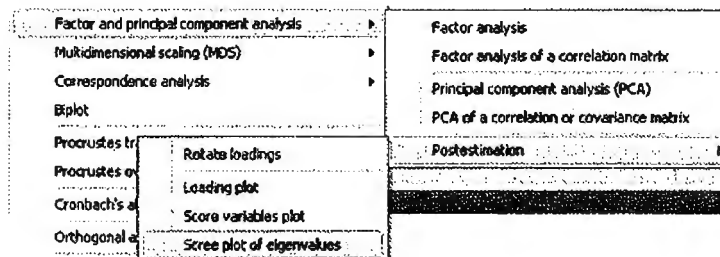 Factor and principal component analysis
Multidimensional scaling (MDS)
Correspondence analysis
Biplot
Procrustes
Procrustes
Cronbach's
Orthogonal
Factor analysis
Factor analysis of a correlation matrix
Principal component analysis (PCA)
PCA of a correlation or covariance matrix
Postestimation
Rotate loadings
Loading plot
Score variables plot
Scree plot of eigenvalues